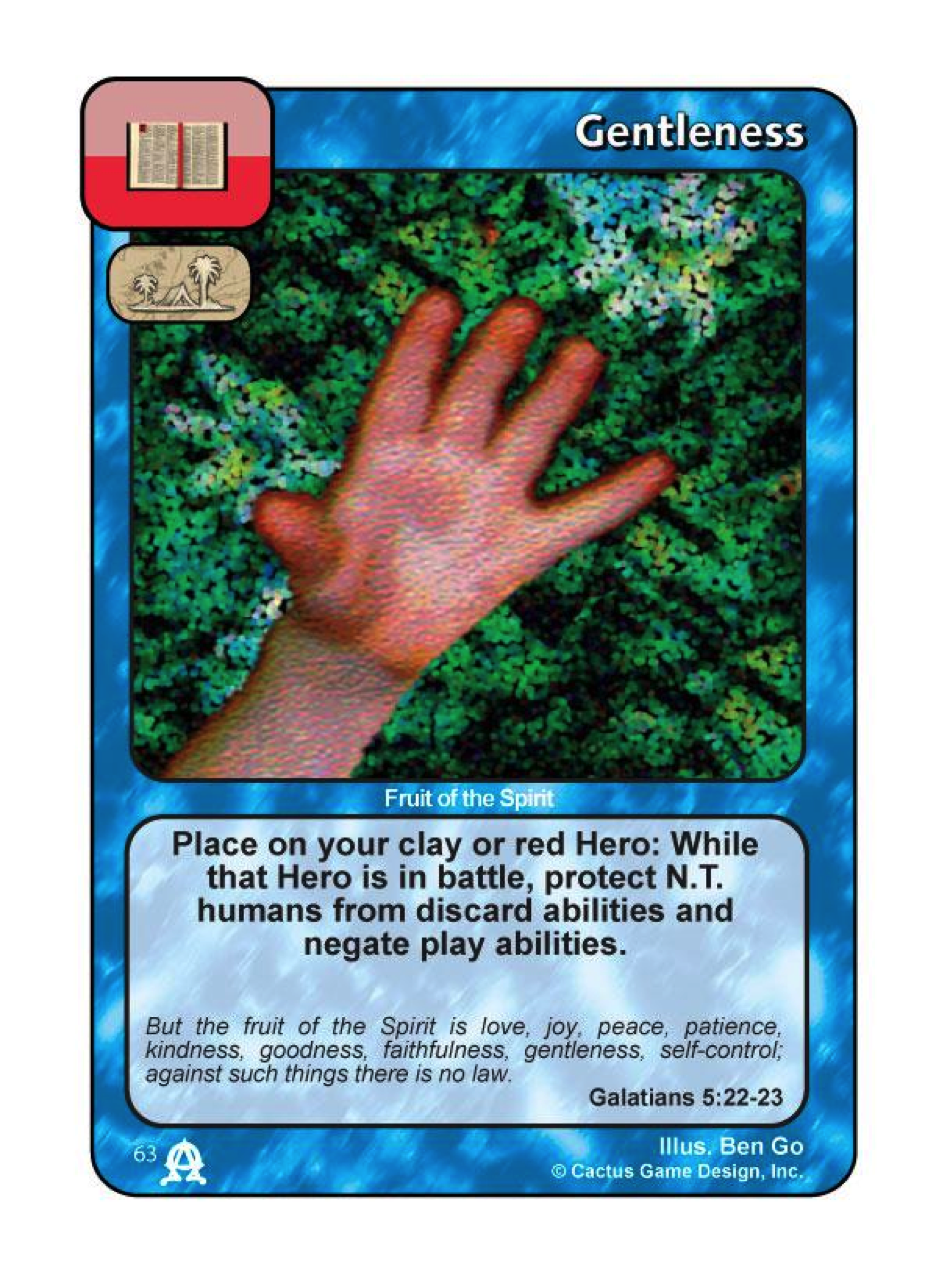 Gentleness
Fruit of the Spirit
Place on your clay or red Hero: While
that Hero is in battle, protect N.T.
humans from discard abilities and
negate play abilities.
But the fruit of the Spirit is love, joy, peace, patience,
kindness, goodness, faithfulness, gentleness, self-control;
against such things there is no law.
Galatians 5:22-23
63
Illus. Ben Go
© Cactus Game Design, Inc.